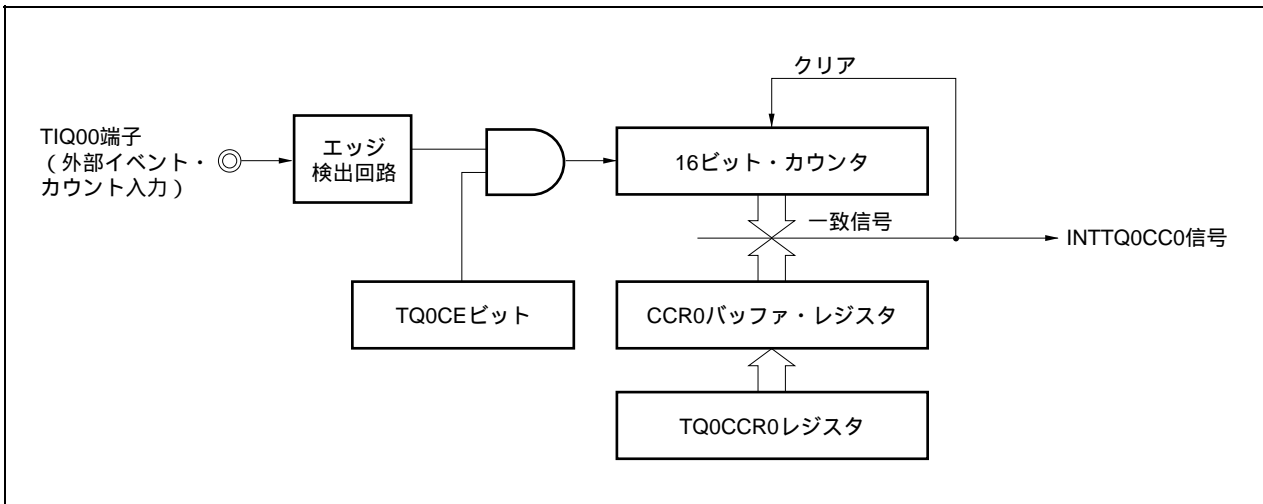 クリア
TIQ00端子
（外部イベント・
カウント入力）
エッジ
検出回路
16ビット・カウンタ
一致信号
INTTQ0CC0信号
TQ0CEビット
CCR0バッファ・レジスタ
TQ0CCR0レジスタ